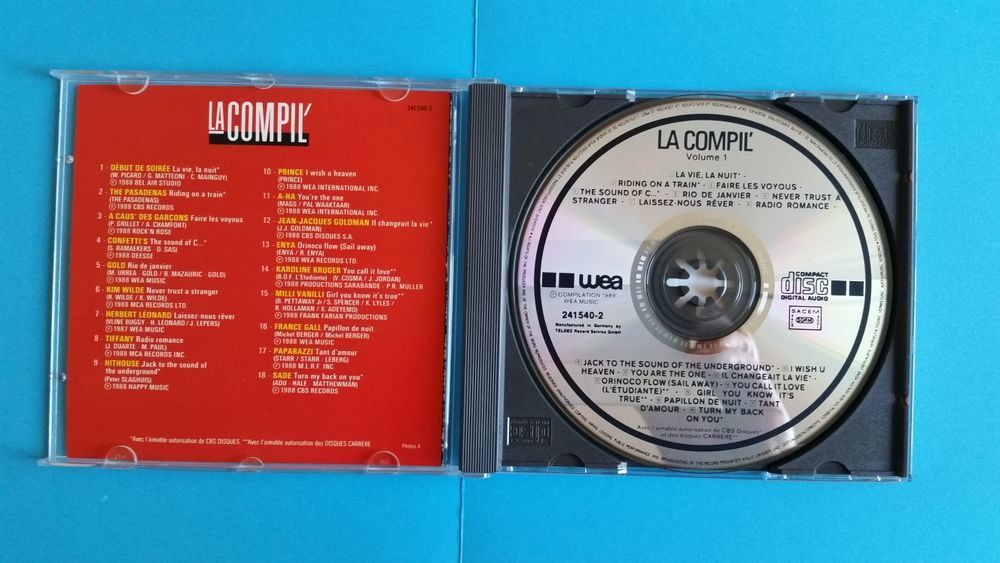 LA COMPIL'
241 540-2
1 - DÉBUT DE SOIRÉE La vie, la nuit*
(W. PICARD / G. MATTEONI - C. MAINGUY)
Ⓟ 1988 BEL AIR STUDIO
2 - THE PASADENAS Riding on a train*
(THE PASADENAS)
Ⓟ 1988 CBS RECORDS
3 - A CAUS' DES GARÇONS Faire les voyous
(P. GRILLET / A. CHAMFORT)
Ⓟ 1988 ROCK'N ROSE
4 - CONFETTI'S The sound of C...*
(S. RAMAEKERS D. SAS)
Ⓟ 1988 DEESSE
5 - GOLD Rio de janvier
(M. URREA - GOLD / B. MAZAURIC GOLD)
Ⓟ 1988 WEA MUSIC
6 - KIM WILDE Never trust a stranger
(R. WILDE / K. WILDE)
Ⓟ 1988 MCA RECORDS LTD.
7 - HERBERT LÉONARD Laissez-nous rêver
(VLINE BUGGY - H. LÉONARD / J. LEPERS)
Ⓟ 1987 WEA MUSIC
8 - TIFFANY Radio romance
(J. DUARTE - M. PAUL)
Ⓟ 1988 MCA RECORDS INC.
9 - HITHOUSE Jack to the sound of
the underground*
(Peter SLAGHUIS)
Ⓟ 1988 HAPPY MUSIC
10 - PRINCE I wish u heaven
(PRINCE)
Ⓟ 1988 WEA INTERNATIONAL INC.
11 - A-HA You're the one
(MAGS / PAL WAAKTAAR)
Ⓟ 1988 WEA INTERNATIONAL INC.
12 - JEAN-JACQUES GOLDMAN Il changeait la vie*
(J.J. GOLDMAN)
Ⓟ 1988 CBS DISQUES S.A.
13 - ENYA Orinoco flow (Sail away)
(ENYA / R. ENYA)
Ⓟ 1988 WEA RECORDS LTD.
14 - KAROLINE KRUGER You call it love**
(B.O.F. L'Étudiante) (V. COSMA / J. JORDAN)
Ⓟ 1988 PRODUCTIONS SARABANDE - P.R. MULLER
15 - MILLI VANILLI Girl you know it's true**
(B. PETTAWAY Jr / S. SPENCER / K. LYLES /
R. HOLLAMAN / K. ADEYEMO)
Ⓟ 1988 FRANK FARIAN PRODUCTIONS
16 - FRANCE GALL Papillon de nuit
(Michel BERGER / Michel BERGER)
Ⓟ 1988 WEA MUSIC
17 - PAPARAZZI Tant d'amour
(STARR / STARR - LEBERG)
Ⓟ 1988 M.L.R.F. INC.
18 - SADE Turn my back on you*
(ADU - HALE - MATTHEWMAN)
Ⓟ 1988 CBS RECORDS
*Avec l'aimable autorisation de CBS DISQUES **Avec l'aimable autorisation des DISQUES CARRERE
LA COMPIL'
Volume 1
LA VIE, LA NUIT* -
RIDING ON A TRAIN* - FAIRE LES VOYOUS -
THE SOUND OF C...* - RIO DE JANVIER - NEVER TRUST A
STRANGER - LAISSEZ-NOUS RÊVER - RADIO ROMANCE -
wea
Ⓟ COMPILATION 1989
WEA MUSIC
241 540-2
Manufactured in Germany by
TELDEC Record Service GmbH
COMPACT
disc
DIGITAL AUDIO
SACEM
JACK TO THE SOUND OF THE UNDERGROUND* - I WISH U
HEAVEN - YOU ARE THE ONE - IL CHANGEAIT LA VIE* -
ORINOCO FLOW (SAIL AWAY) - YOU CALL IT LOVE
(L'ÉTUDIANTE)** - GIRL YOU KNOW IT'S
TRUE** - PAPILLON DE NUIT - TANT
D'AMOUR - TURN MY BACK
ON YOU*
Avec l'aimable autorisation de CBS Disques*
et des disques CARRERE**